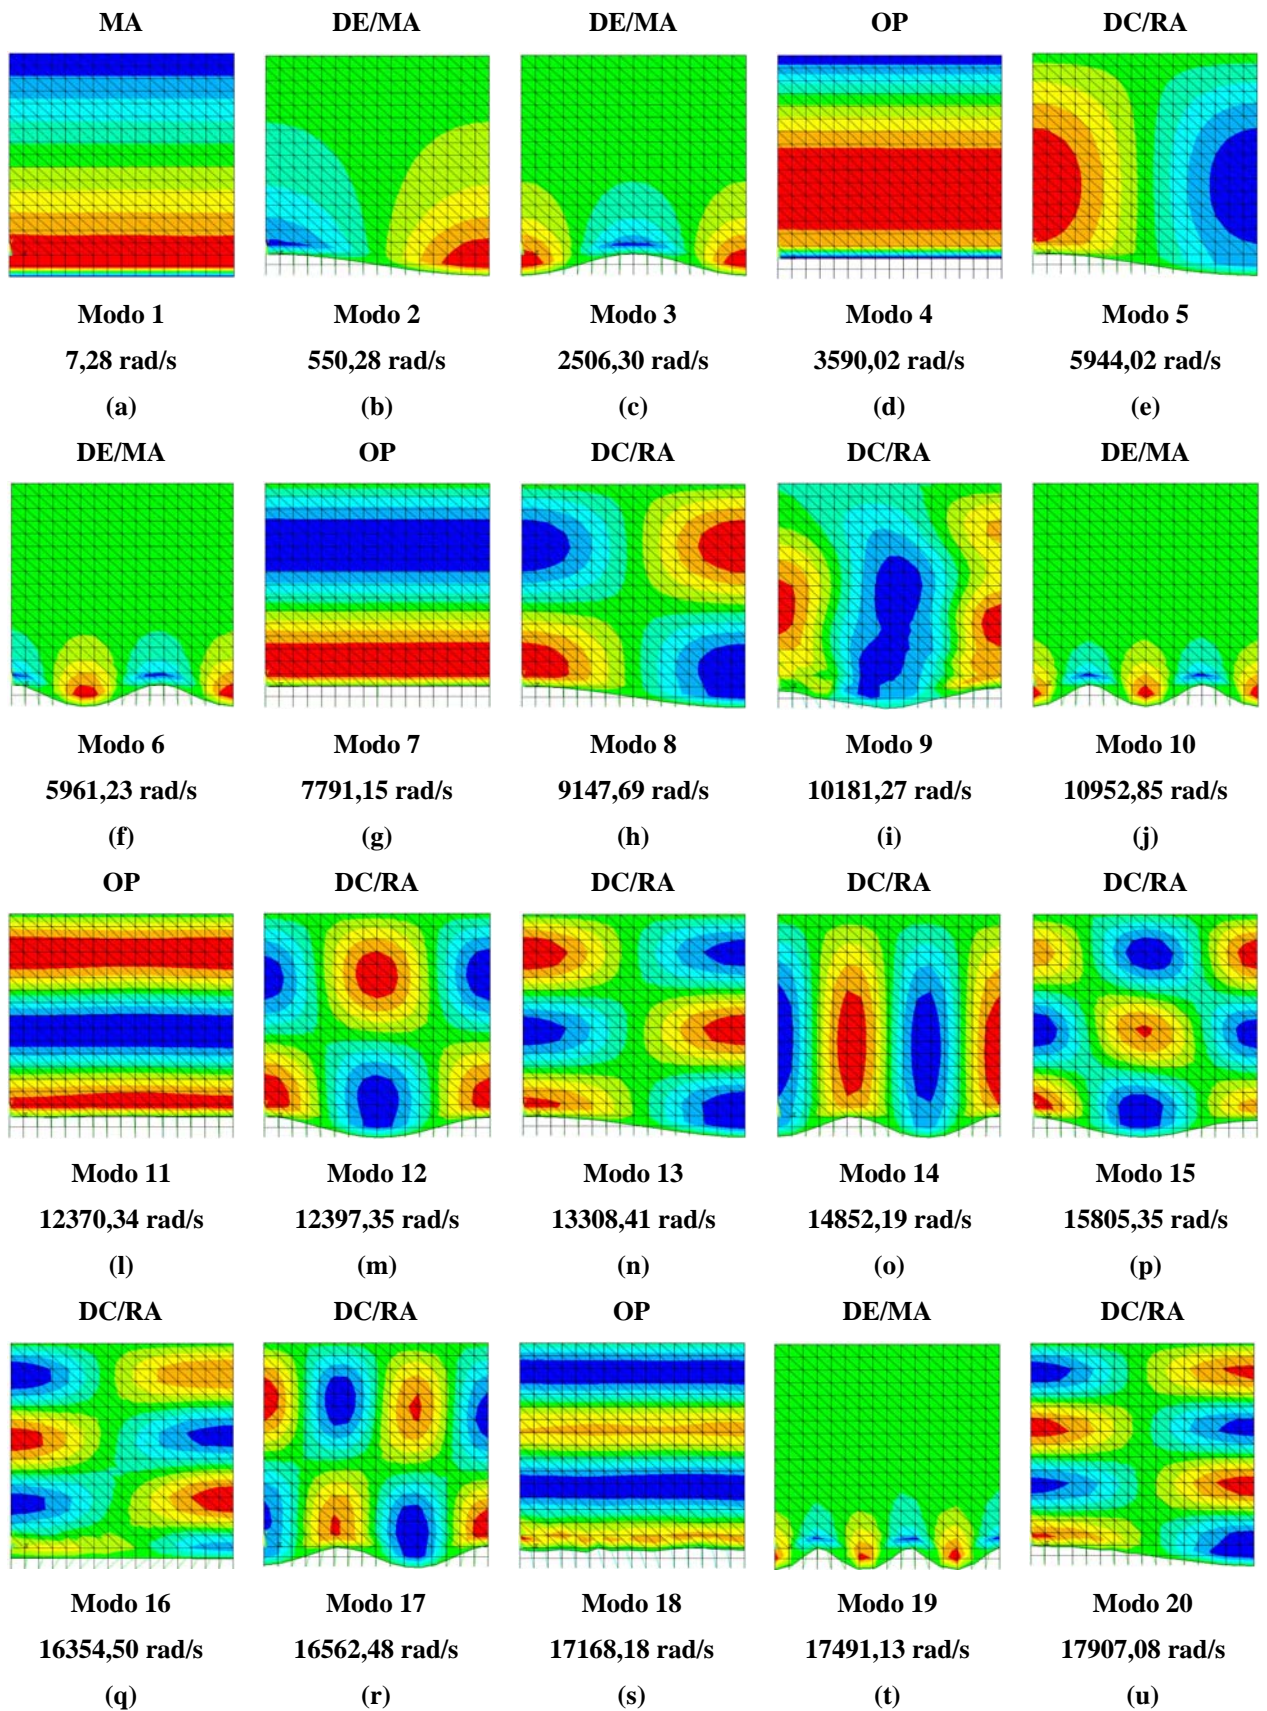 MA DE/MA DE/MA OP DC/RA
Modo 1 Modo 2 Modo 3 Modo 4 Modo 5
7,28 rad/s 550,28 rad/s 2506,30 rad/s 3590,02 rad/s 5944,02 rad/s
(a) (b) (c) (d) (e)
DE/MA OP DC/RA DC/RA DE/MA
Modo 6 Modo 7 Modo 8 Modo 9 Modo 10
5961,23 rad/s 7791,15 rad/s 9147,69 rad/s 10181,27 rad/s 10952,85 rad/s
(f) (g) (h) (i) (j)
OP DC/RA DC/RA DC/RA DC/RA
Modo 11 Modo 12 Modo 13 Modo 14 Modo 15
12370,34 rad/s 12397,35 rad/s 13308,41 rad/s 14852,19 rad/s 15805,35 rad/s
(l) (m) (n) (o) (p)
DC/RA DC/RA OP DE/MA DC/RA
Modo 16 Modo 17 Modo 18 Modo 19 Modo 20
16354,50 rad/s 16562,48 rad/s 17168,18 rad/s 17491,13 rad/s 17907,08 rad/s
(q) (r) (s) (t) (u)